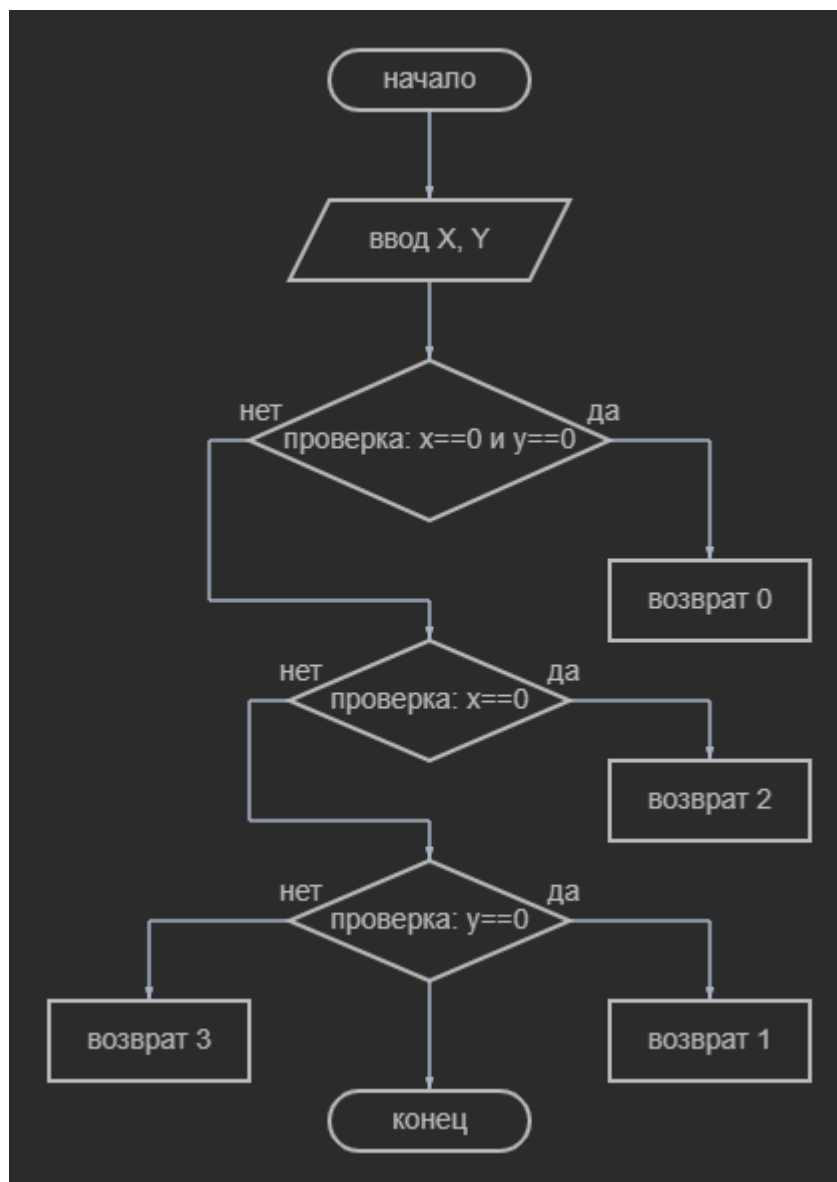 начало
ввод X, Y
нет
да
проверка: x==0 и y==0
возврат 0
нет
да
проверка: x==0
возврат 2
нет
да
проверка: y==0
возврат 3
возврат 1
конец